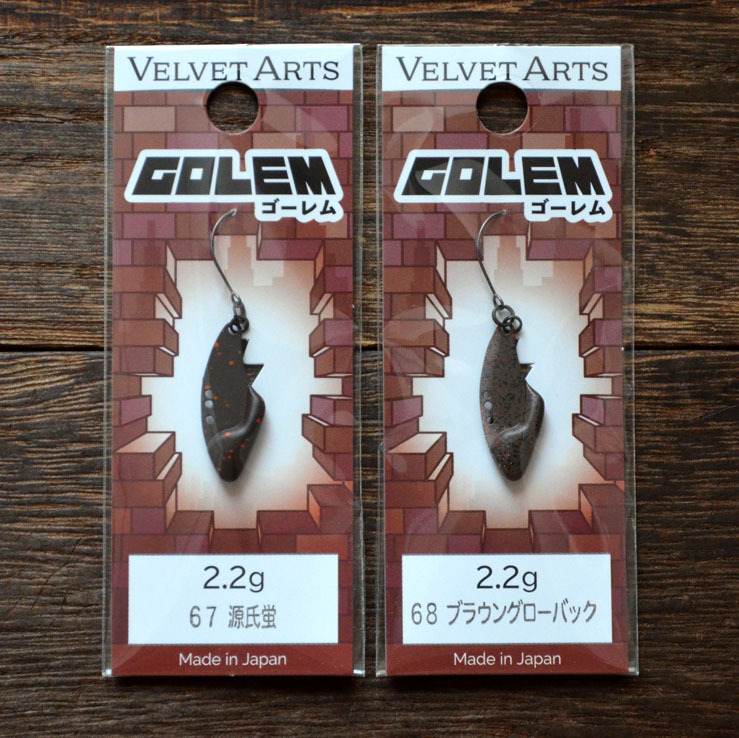 VELVET ARTS
GOLEM
ゴーレム
2.2g
67 源氏蛍
Made in Japan
VELVET ARTS
GOLEM
ゴーレム
2.2g
68 ブラウングローバック
Made in Japan